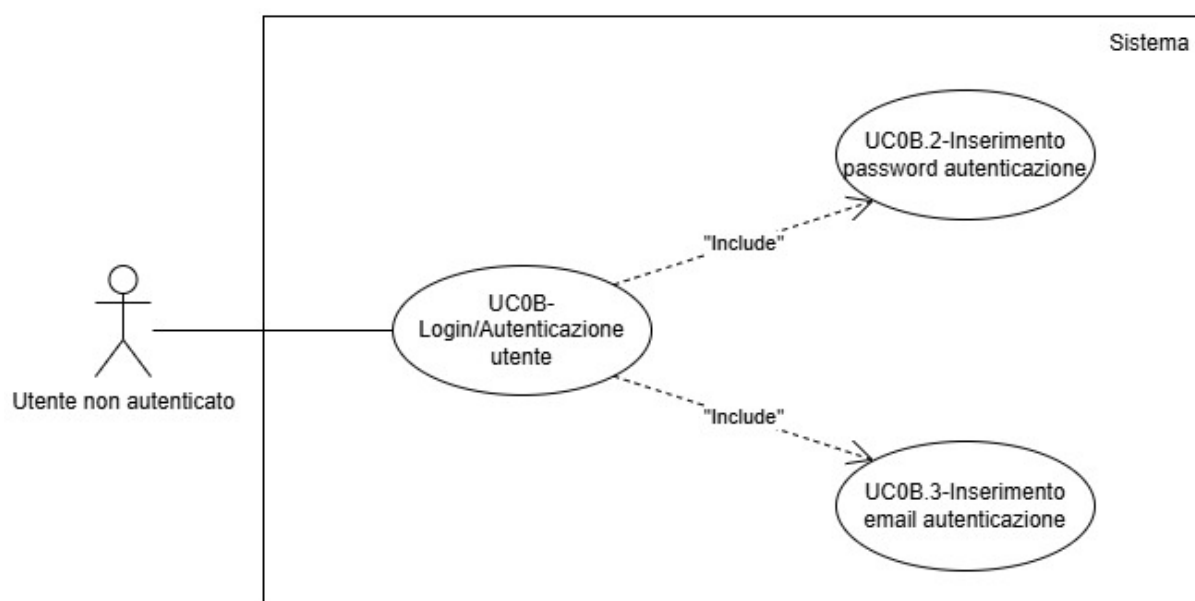 Sistema
UC0B.2-Inserimento
password autenticazione
"Include"
UC0B-
Login/Autenticazione
utente
Utente non autenticato
"Include"
UC0B.3-Inserimento
email autenticazione